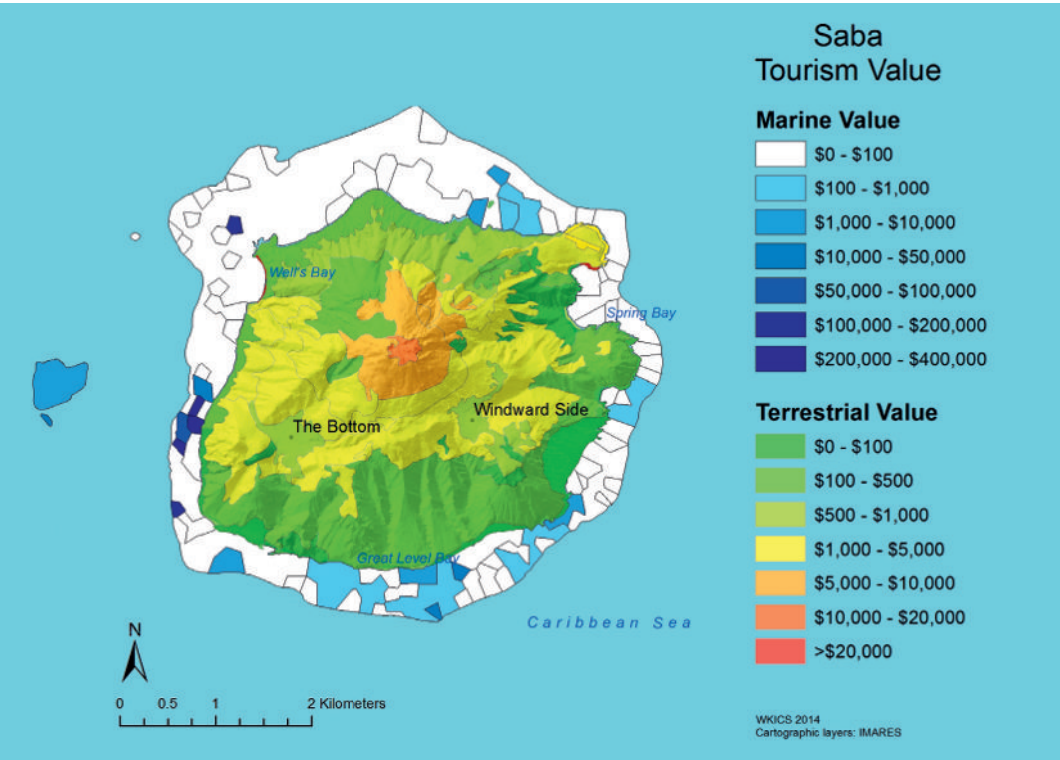 Saba
Tourism Value
Marine Value
$0 - $100
$100 - $1,000
$1,000 - $10,000
$10,000 - $50,000
$50,000 - $100,000
$100,000 - $200,000
$200,000 - $400,000
Terrestrial Value
$0 - $100
$100 - $500
$500 - $1,000
$1,000 - $5,000
$5,000 - $10,000
$10,000 - $20,000
>$20,000
Well's Bay
Spring Bay
Windward Side
The Bottom
Great Level Bay
Caribbean Sea
N
0 0.5 1 2 Kilometers
WKICS 2014
Cartographic layers: IMARES